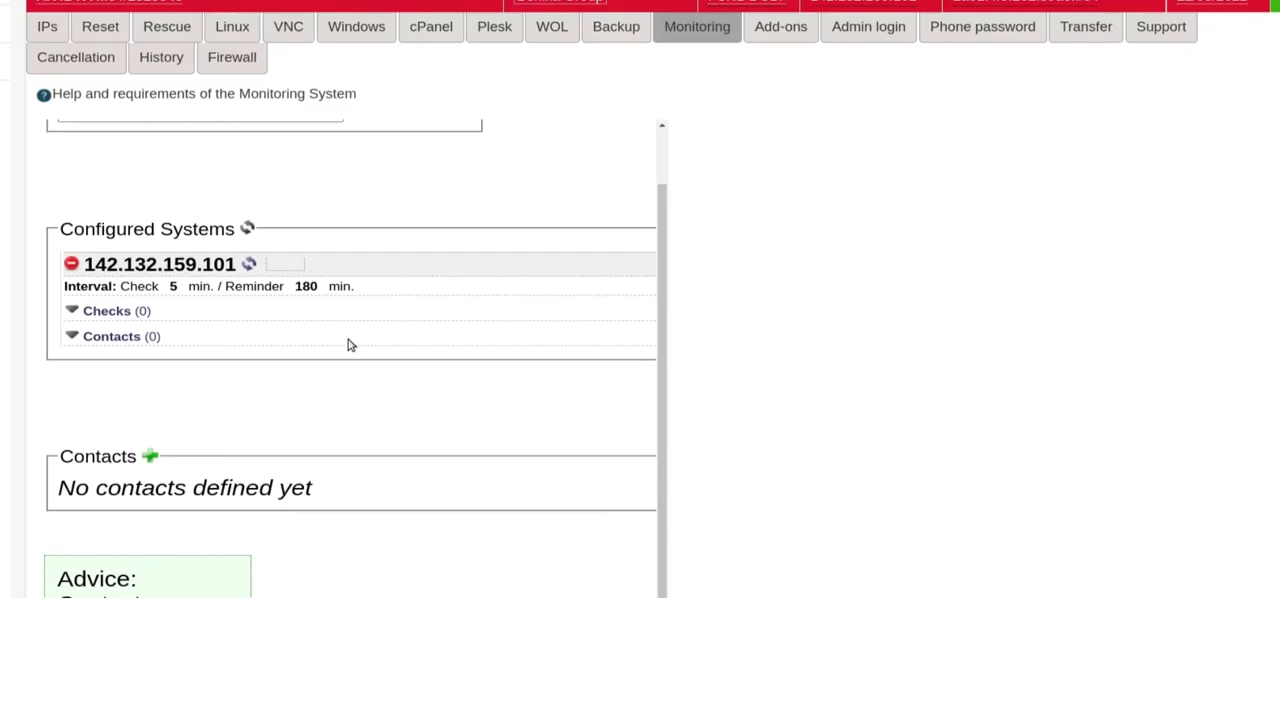 IPs Reset Rescue Linux VNC Windows cPanel Plesk WOL Backup Monitoring Add-ons Admin login Phone password Transfer Support
Cancellation History Firewall
Help and requirements of the Monitoring System
Configured Systems
142.132.159.101
Interval: Check 5 min. / Reminder 180 min.
Checks (0)
Contacts (0)
Contacts
No contacts defined yet
Advice: